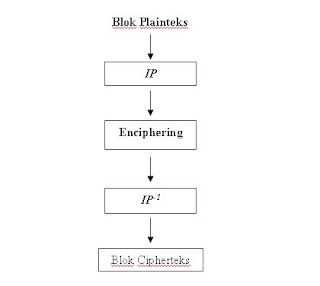 Blok Plainteks
IP
Enciphering
IP⁻¹
Blok Cipherteks